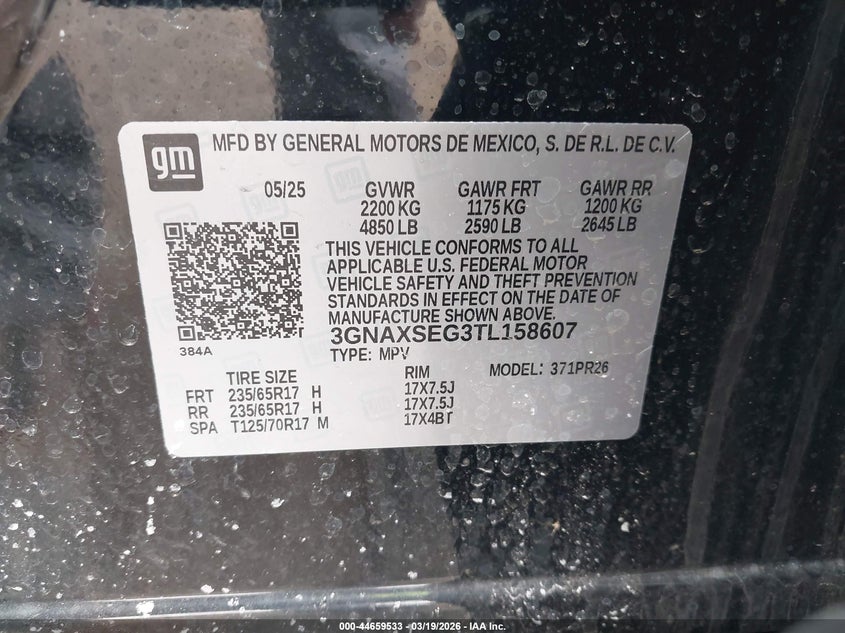 gm
MFD BY GENERAL MOTORS DE MEXICO, S. DE R.L. DE C.V.
05/25 GVWR GAWR FRT GAWR RR
2200 KG 1175 KG 1200 KG
4850 LB 2590 LB 2645 LB
THIS VEHICLE CONFORMS TO ALL
APPLICABLE U.S. FEDERAL MOTOR
VEHICLE SAFETY AND THEFT PREVENTION
STANDARDS IN EFFECT ON THE DATE OF
MANUFACTURE SHOWN ABOVE.
3GNAXSEG3TL158607
384A
TYPE: MPV
TIRE SIZE RIM MODEL: 371PR26
FRT 235/65R17 H 17X7.5J
RR 235/65R17 H 17X7.5J
SPA T125/70R17 M 17X4BT
000-44659533 - 03/19/2026 - IAA Inc.